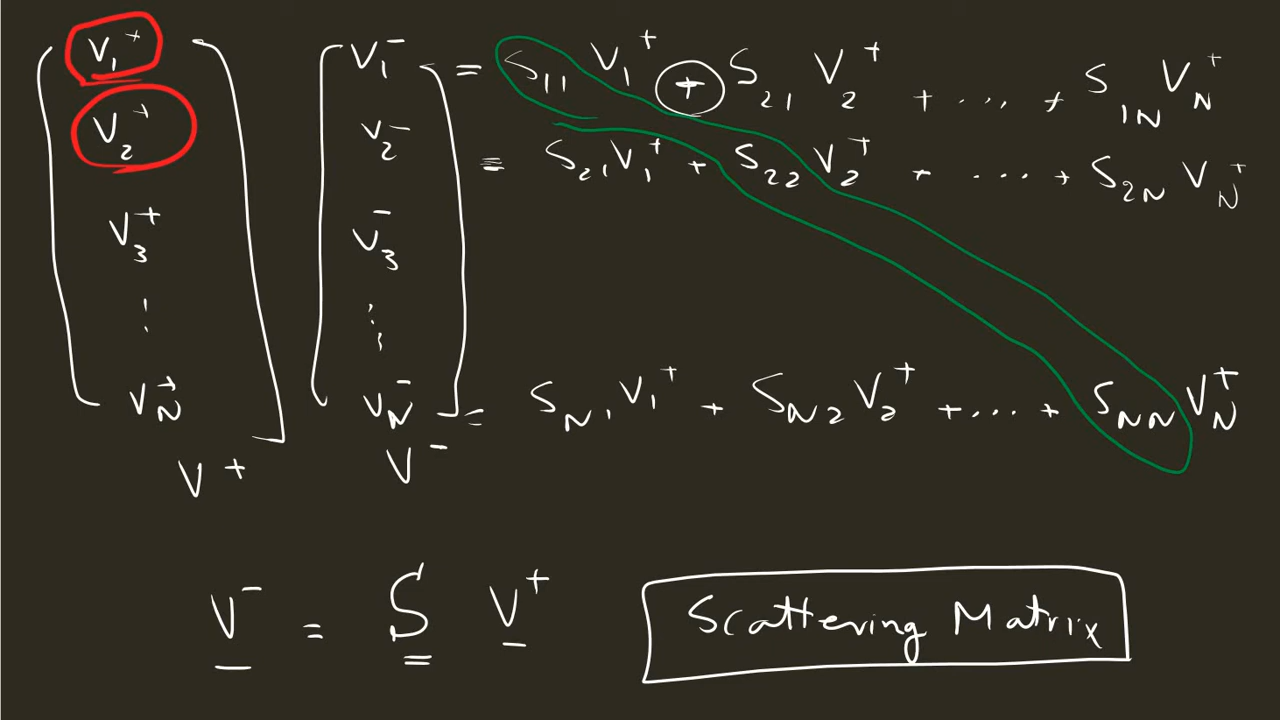 V₁⁺ V₁⁻ = S₁₁ V₁⁺ + S₂₁ V₂⁺ + .... + S₁N VN⁺
V₂⁺ V₂⁻ = S₂₁ V₁⁺ + S₂₂ V₂⁺ + .... + S₂N VN⁺
V₃⁺ V₃⁻
⋮ ⋮
VN⁺ VN⁻ = SN₁ V₁⁺ + SN₂ V₂⁺ + .... + SNN VN⁺
V⁺ V⁻
V⁻ = S V⁺ Scattering Matrix